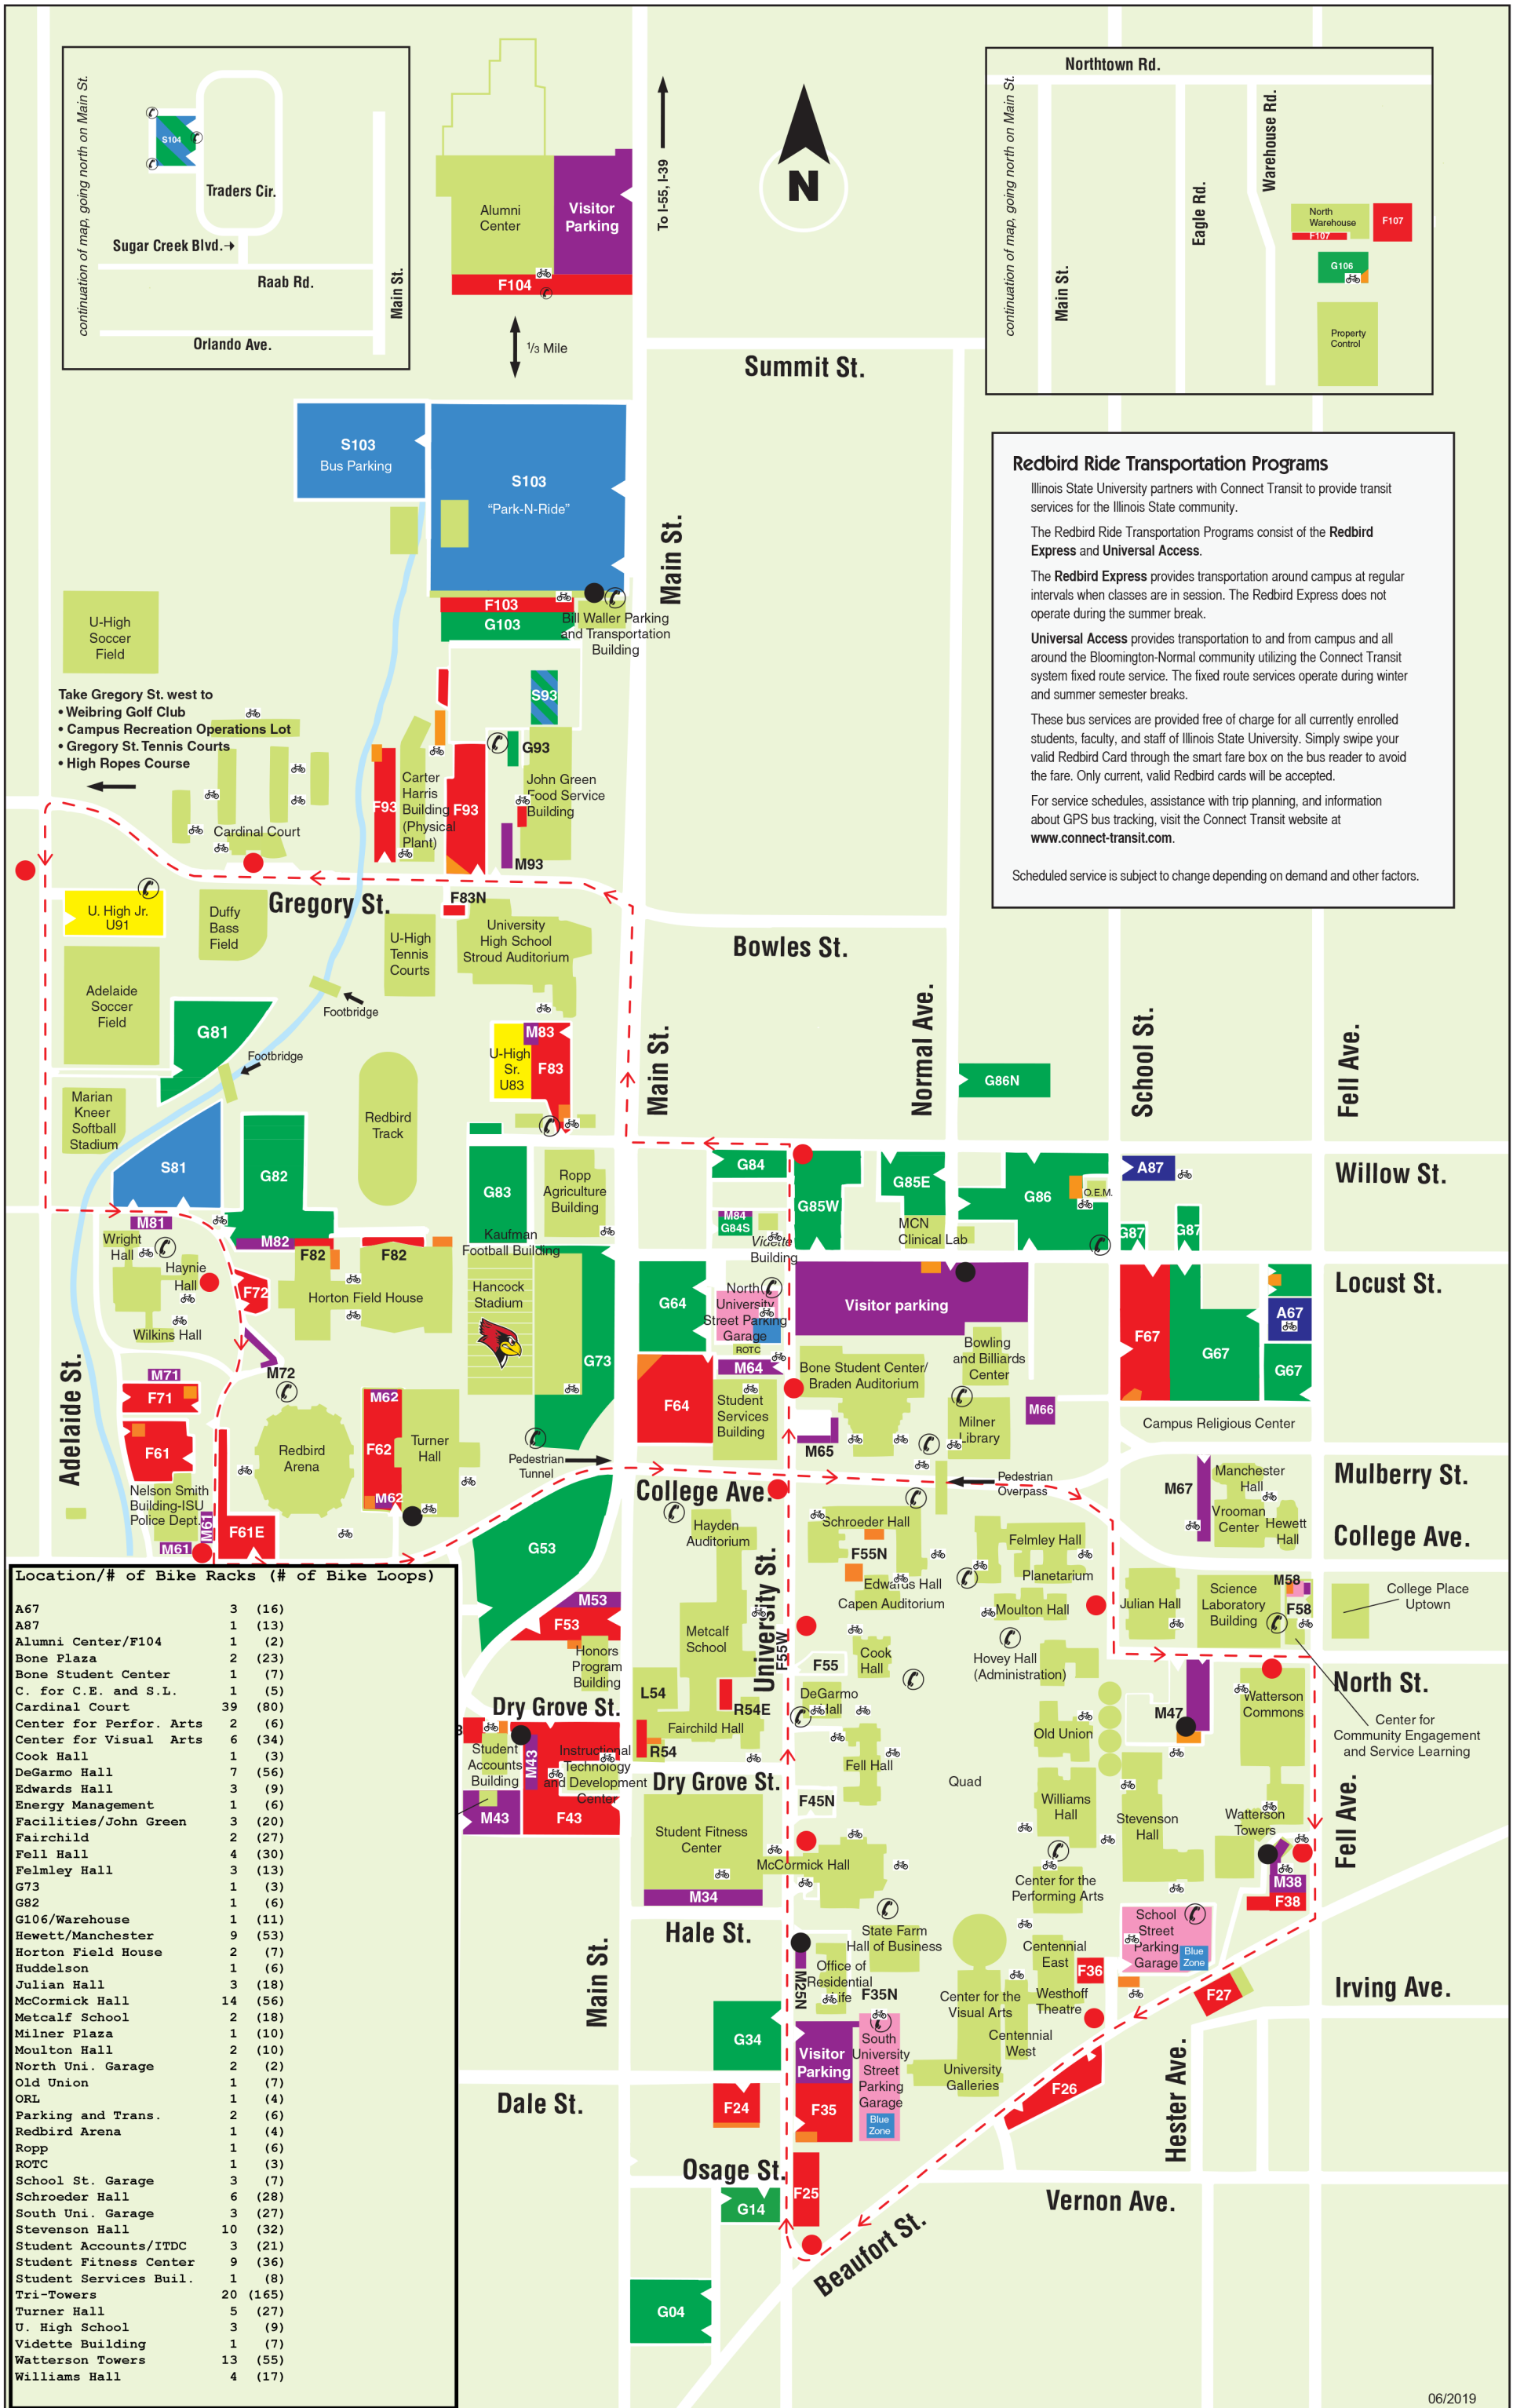 continuation of map, going north on Main St.
S104
Traders Cir.
Sugar Creek Blvd.
Raab Rd.
Main St.
Orlando Ave.
Alumni
Center
Visitor
Parking
F104
To I-55, I-39
1/3 Mile
N
Summit St.
Northtown Rd.
continuation of map, going north on Main St.
Main St.
Eagle Rd.
Warehouse Rd.
North
Warehouse
F107
F107
G106
Property
Control
Redbird Ride Transportation Programs
Illinois State University partners with Connect Transit to provide transit
services for the Illinois State community.
The Redbird Ride Transportation Programs consist of the Redbird
Express and Universal Access.
The Redbird Express provides transportation around campus at regular
intervals when classes are in session. The Redbird Express does not
operate during the summer break.
Universal Access provides transportation to and from campus and all
around the Bloomington-Normal community utilizing the Connect Transit
system fixed route service. The fixed route services operate during winter
and summer semester breaks.
These bus services are provided free of charge for all currently enrolled
students, faculty, and staff of Illinois State University. Simply swipe your
valid Redbird Card through the smart fare box on the bus reader to avoid
the fare. Only current, valid Redbird cards will be accepted.
For service schedules, assistance with trip planning, and information
about GPS bus tracking, visit the Connect Transit website at
www.connect-transit.com.
Scheduled service is subject to change depending on demand and other factors.
S103
Bus Parking
S103
“Park-N-Ride”
Main St.
F103
G103
Bill Waller Parking
and Transportation
Building
U-High
Soccer
Field
S93
Take Gregory St. west to
• Weibring Golf Club
• Campus Recreation Operations Lot
• Gregory St. Tennis Courts
• High Ropes Course
G93
Cardinal Court
F93
Carter
Harris
Building
(Physical
Plant)
F93
John Green
Food Service
Building
M93
Gregory St.
F83N
U. High Jr.
U91
Duffy
Bass
Field
U-High
Tennis
Courts
University
High School
Stroud Auditorium
Bowles St.
Adelaide
Soccer
Field
Footbridge
G81
Footbridge
M83
U-High
Sr.
U83
F83
Main St.
Normal Ave.
School St.
Fell Ave.
G86N
Marian
Kneer
Softball
Stadium
Redbird
Track
S81
G82
G83
Ropp
Agriculture
Building
G84
G85W
G85E
G86
O.E.M.
A87
Willow St.
M84
G84S
Vidette
Building
MCN
Clinical Lab
G87
G87
M81
Wright
Hall
Haynie
Hall
Wilkins Hall
M82
F82
F82
F72
Horton Field House
Kaufman
Football Building
Hancock
Stadium
G73
G64
North
University
Street Parking
Garage
ROTC
Visitor parking
Locust St.
A67
F67
G67
G67
M72
M71
F71
M64
F64
Student
Services
Building
Bone Student Center/
Braden Auditorium
Bowling
and Billiards
Center
M66
Milner
Library
M65
Campus Religious Center
Adelaide St.
F61
Redbird
Arena
M62
F62
M62
Turner
Hall
Pedestrian
Tunnel
Pedestrian
Overpass
Mulberry St.
College Ave.
Nelson Smith
Building-ISU
Police Dept.
M61
M61
F61E
G53
Hayden
Auditorium
Schroeder Hall
F55N
Edwards Hall
Capen Auditorium
Felmley Hall
Planetarium
Moulton Hall
M67
Manchester
Hall
Vrooman
Center
Hewett
Hall
College Ave.
Julian Hall
Science
Laboratory
Building
M58
F58
College Place
Uptown
M53
F53
Honors
Program
Building
Metcalf
School
University St.
F55W
F55
Cook
Hall
Hovey Hall
(Administration)
North St.
L54
DeGarmo
Hall
R54E
Fairchild Hall
R54
Old Union
M47
Watterson
Commons
Center for
Community Engagement
and Service Learning
Dry Grove St.
Student
Accounts
Building
M43
Instructional
Technology
and Development
Center
M43
F43
Dry Grove St.
Fell Hall
Quad
F45N
Williams
Hall
Stevenson
Hall
Watterson
Towers
Fell Ave.
Student Fitness
Center
McCormick Hall
M34
Center for the
Performing Arts
M38
F38
Hale St.
State Farm
Hall of Business
School
Street
Parking
Garage
Blue
Zone
Main St.
M25N
Office of
Residential
Life
F35N
Centennial
East
F36
Center for the
Visual Arts
Westhoff
Theatre
F27
Irving Ave.
G34
Visitor
Parking
South
University
Street
Parking
Garage
Blue
Zone
Centennial
West
University
Galleries
Dale St.
F24
F35
F26
Hester Ave.
Osage St.
F25
G14
Vernon Ave.
Beaufort St.
G04
Location/# of Bike Racks (# of Bike Loops)
A67 3 (16)
A87 1 (13)
Alumni Center/F104 1 (2)
Bone Plaza 2 (23)
Bone Student Center 1 (7)
C. for C.E. and S.L. 1 (5)
Cardinal Court 39 (80)
Center for Perfor. Arts 2 (6)
Center for Visual Arts 6 (34)
Cook Hall 1 (3)
DeGarmo Hall 7 (56)
Edwards Hall 3 (9)
Energy Management 1 (6)
Facilities/John Green 3 (20)
Fairchild 2 (27)
Fell Hall 4 (30)
Felmley Hall 3 (13)
G73 1 (3)
G82 1 (6)
G106/Warehouse 1 (11)
Hewett/Manchester 9 (53)
Horton Field House 2 (7)
Huddelson 1 (6)
Julian Hall 3 (18)
McCormick Hall 14 (56)
Metcalf School 2 (18)
Milner Plaza 1 (10)
Moulton Hall 2 (10)
North Uni. Garage 2 (2)
Old Union 1 (7)
ORL 1 (4)
Parking and Trans. 2 (6)
Redbird Arena 1 (4)
Ropp 1 (6)
ROTC 1 (3)
School St. Garage 3 (7)
Schroeder Hall 6 (28)
South Uni. Garage 3 (27)
Stevenson Hall 10 (32)
Student Accounts/ITDC 3 (21)
Student Fitness Center 9 (36)
Student Services Buil. 1 (8)
Tri-Towers 20 (165)
Turner Hall 5 (27)
U. High School 3 (9)
Vidette Building 1 (7)
Watterson Towers 13 (55)
Williams Hall 4 (17)
06/2019